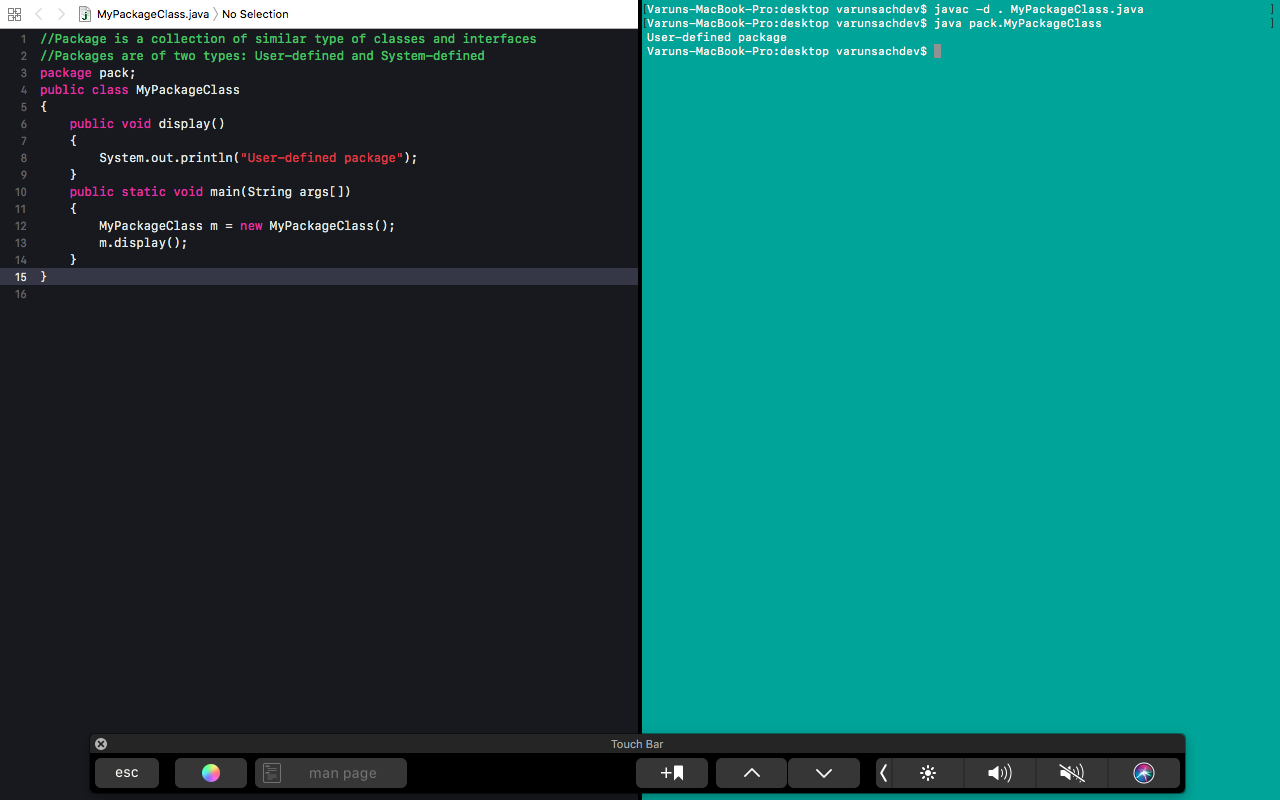 MyPackageClass.java 〉 No Selection
1 //Package is a collection of similar type of classes and interfaces
2 //Packages are of two types: User-defined and System-defined
3 package pack;
4 public class MyPackageClass
5 {
6     public void display()
7     {
8         System.out.println("User-defined package");
9     }
10     public static void main(String args[])
11     {
12         MyPackageClass m = new MyPackageClass();
13         m.display();
14     }
15 }
16
[Varuns-MacBook-Pro:desktop varunsachdev$ javac -d . MyPackageClass.java ]
[Varuns-MacBook-Pro:desktop varunsachdev$ java pack.MyPackageClass ]
User-defined package
Varuns-MacBook-Pro:desktop varunsachdev$
Touch Bar
esc
man page